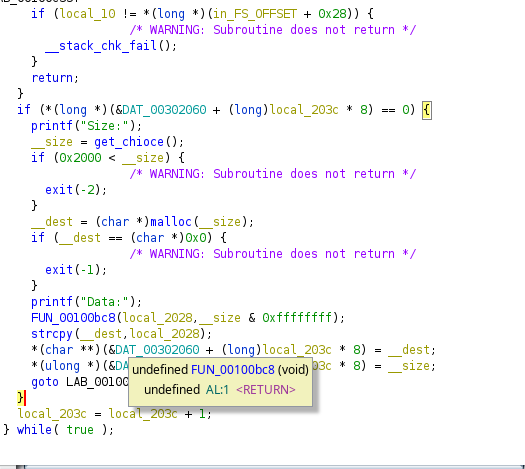 if (local_10 != *(long *)(in_FS_OFFSET + 0x28)) {
/* WARNING: Subroutine does not return */
__stack_chk_fail();
}
return;
}
if (*(long *)(&DAT_00302060 + (long)local_203c * 8) == 0) {
printf("Size:");
__size = get_chioce();
if (0x2000 < __size) {
/* WARNING: Subroutine does not return */
exit(-2);
}
__dest = (char *)malloc(__size);
if (__dest == (char *)0x0) {
/* WARNING: Subroutine does not return */
exit(-1);
}
printf("Data:");
FUN_00100bc8(local_2028,__size & 0xffffffff);
strcpy(__dest,local_2028);
*(char **)(&DAT_00302060 + (long)local_203c * 8) = __dest;
*(ulong *)(&DA 203c * 8) = __size;
undefined FUN_00100bc8 (void)
goto LAB_00100
undefined AL:1 <RETURN>
}
local_203c = local_203c + 1;
} while( true );